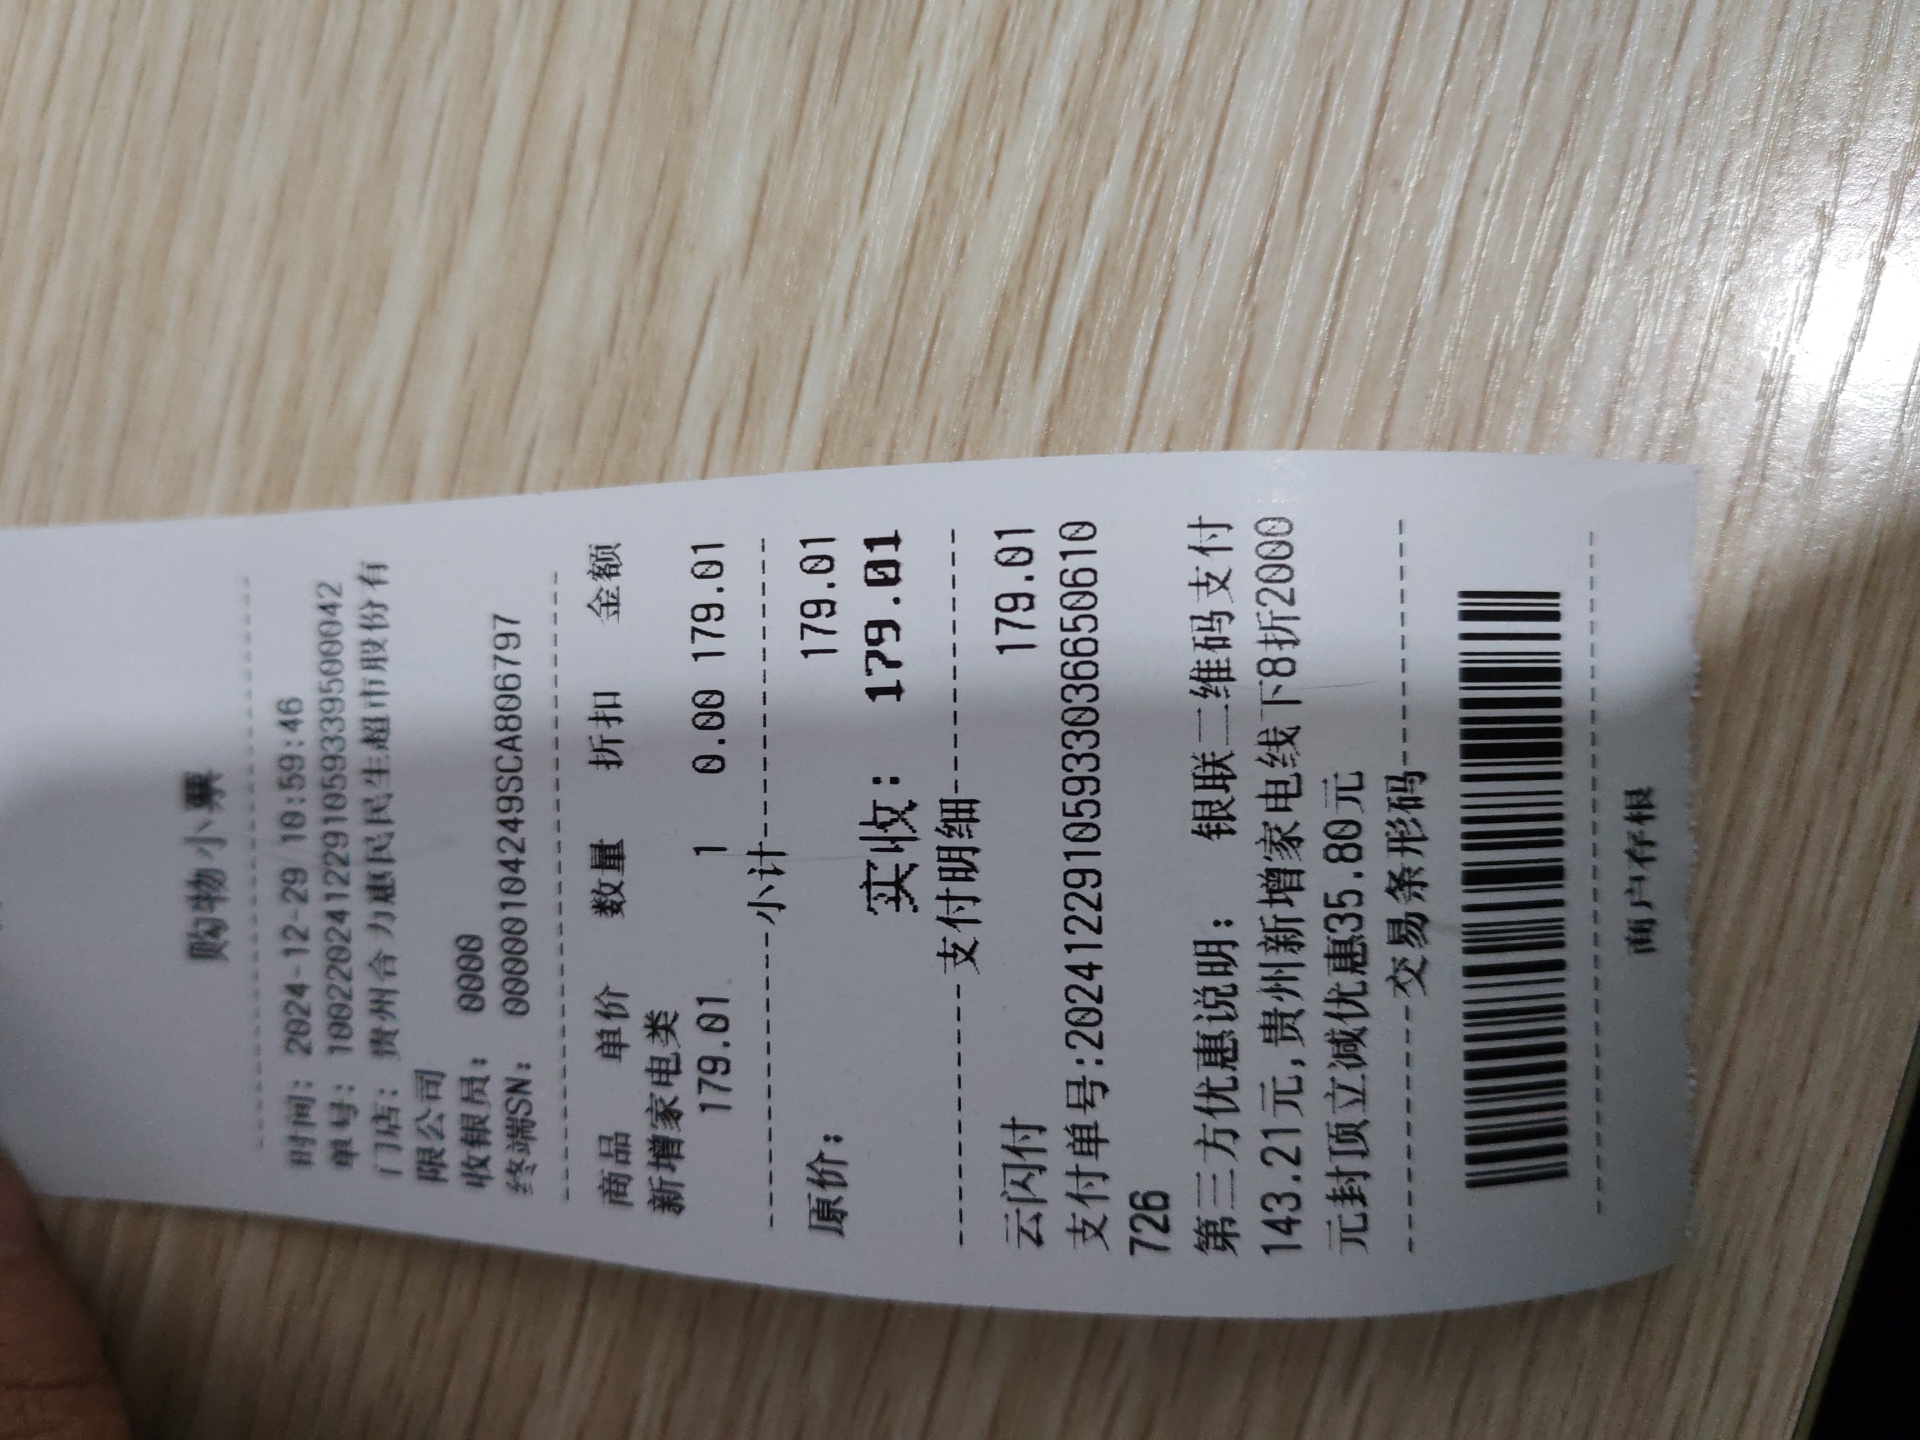 购物小票
时间: 2024-12-29 10:59:46
单号: 100220241229105933950​0042
门店: 贵州合力惠民民生超市股份有
限公司
收银员: 0000
终端SN: 00000104249SCA806797
商品 单价 数量 折扣 金额
新增家电类
179.01 1 0.00 179.01
小计
原价: 179.01
实收: 179.01
支付明细
云闪付 179.01
支付单号:2024122910593303665​0610
726
第三方优惠说明: 银联二维码支付
143.21元,贵州新增家电线下8折2000
元封顶立减优惠35.80元
交易条形码
商户存根